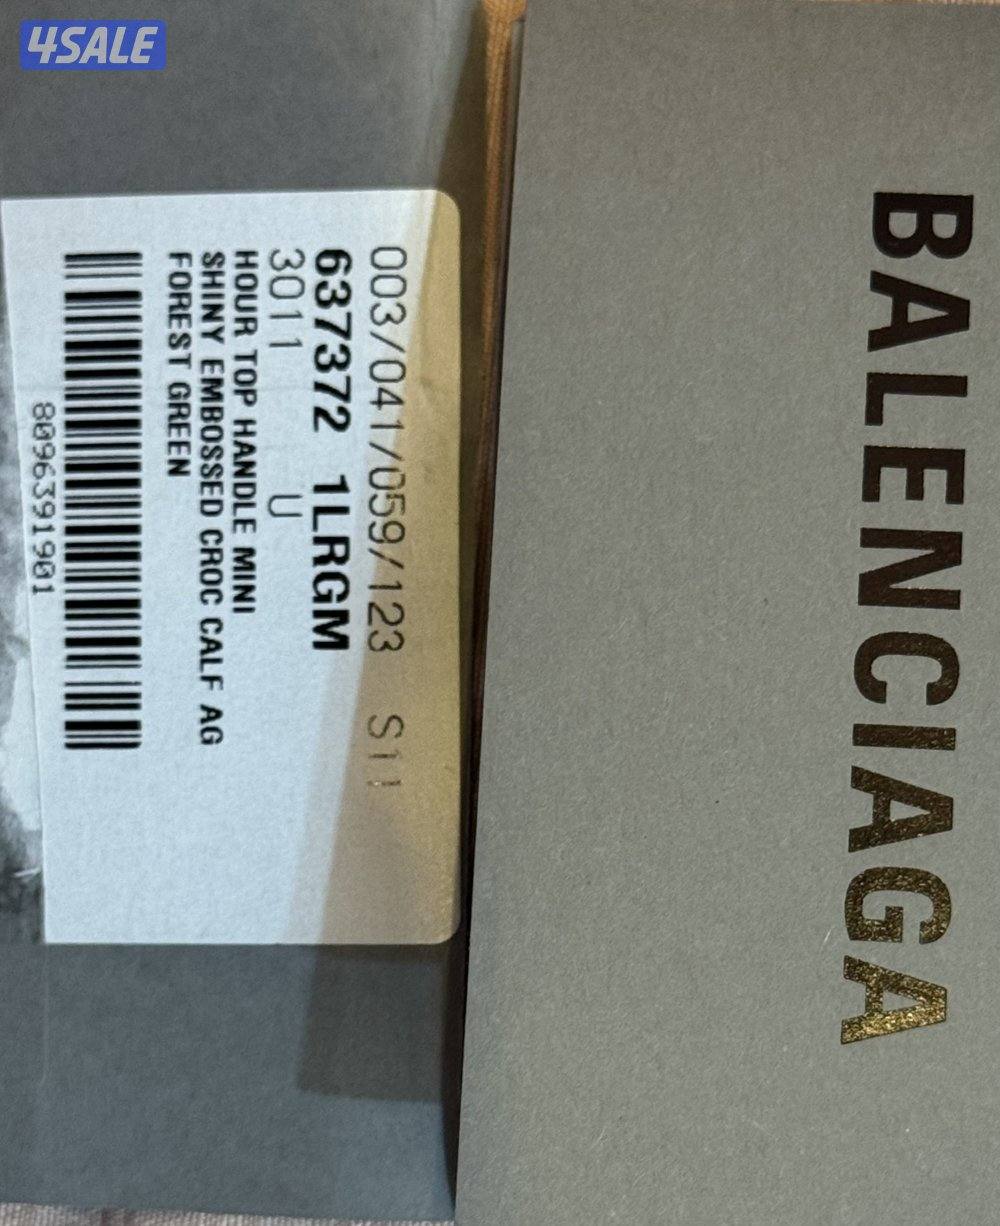 4SALE
BALENCIAGA
003/041/059/123 S11
637372 1LRGM
3011 U
HOUR TOP HANDLE MINI
SHINY EMBOSSED CROC CALF AG
FOREST GREEN
8096391901